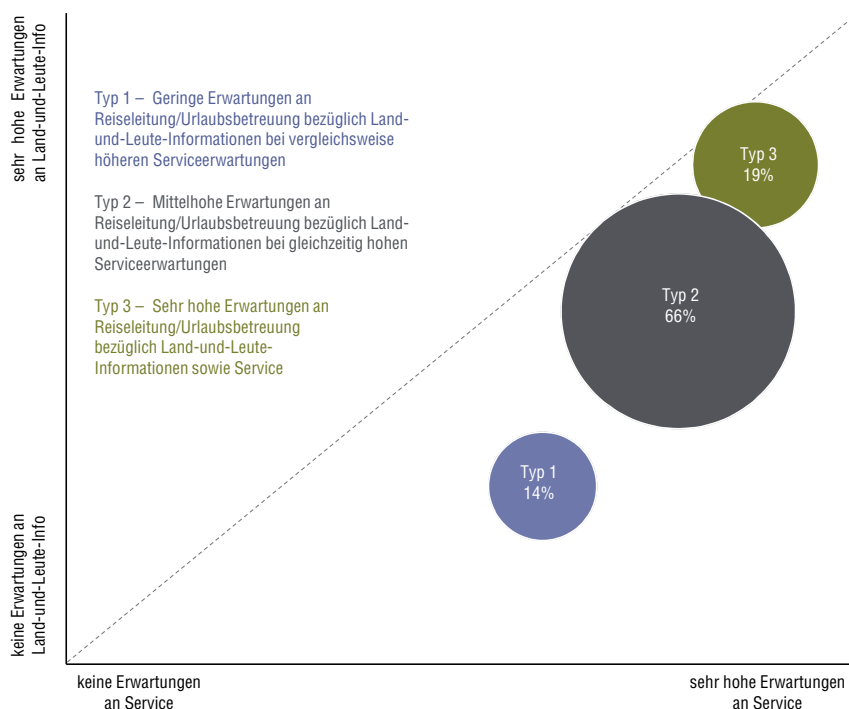 sehr hohe Erwartungen
an Land-und-Leute-Info
Typ 1 – Geringe Erwartungen an
Reiseleitung/Urlaubsbetreuung bezüglich Land-
und-Leute-Informationen bei vergleichsweise
höheren Serviceerwartungen
Typ 2 – Mittelhohe Erwartungen an
Reiseleitung/Urlaubsbetreuung bezüglich Land-
und-Leute-Informationen bei gleichzeitig hohen
Serviceerwartungen
Typ 3 – Sehr hohe Erwartungen an
Reiseleitung/Urlaubsbetreuung
bezüglich Land-und-Leute-
Informationen sowie Service
Typ 3
19%
Typ 2
66%
Typ 1
14%
keine Erwartungen an
Land-und-Leute-Info
keine Erwartungen
an Service
sehr hohe Erwartungen
an Service